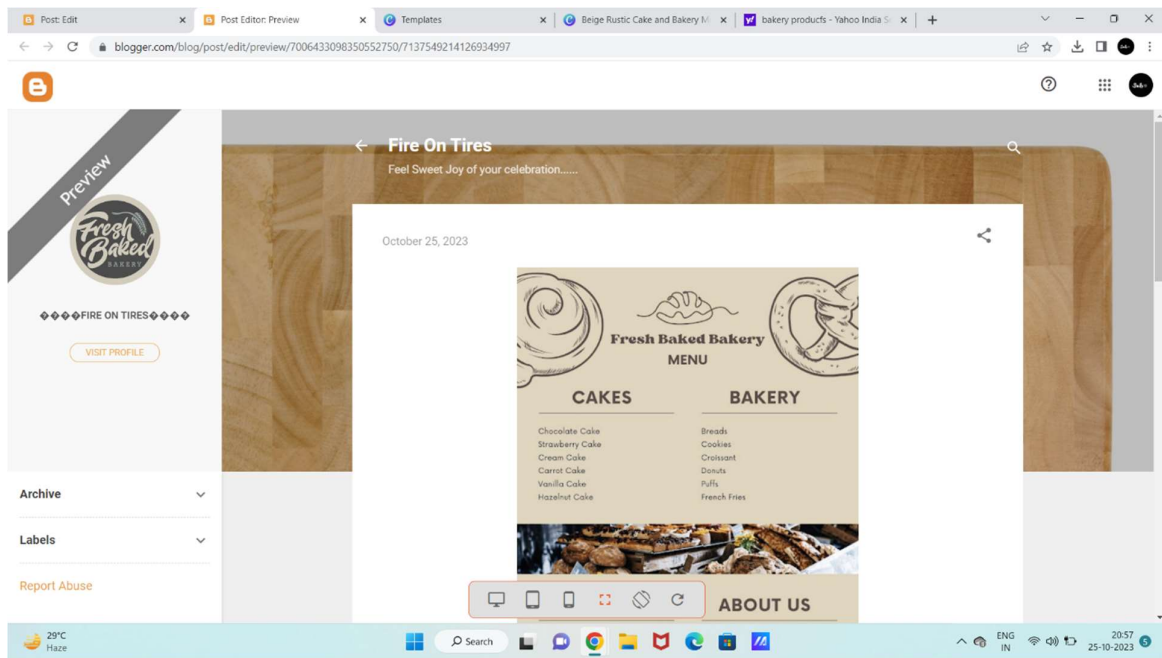 Post: Edit
Post Editor: Preview
Templates
Beige Rustic Cake and Bakery M
bakery producfs - Yahoo India S
blogger.com/blog/post/edit/preview/7006433098350552750/7137549214126934997
Preview
Fresh
Baked
BAKERY
����FIRE ON TIRES����
VISIT PROFILE
Archive
Labels
Report Abuse
Fire On Tires
Feel Sweet Joy of your celebration......
October 25, 2023
Fresh Baked Bakery
MENU
CAKES
Chocolate Cake
Strawberry Cake
Cream Cake
Carrot Cake
Vanilla Cake
Hazelnut Cake
BAKERY
Breads
Cookies
Croissant
Donuts
Puffs
French Fries
ABOUT US
29°C
Haze
Search
ENG
IN
20:57
25-10-2023
5